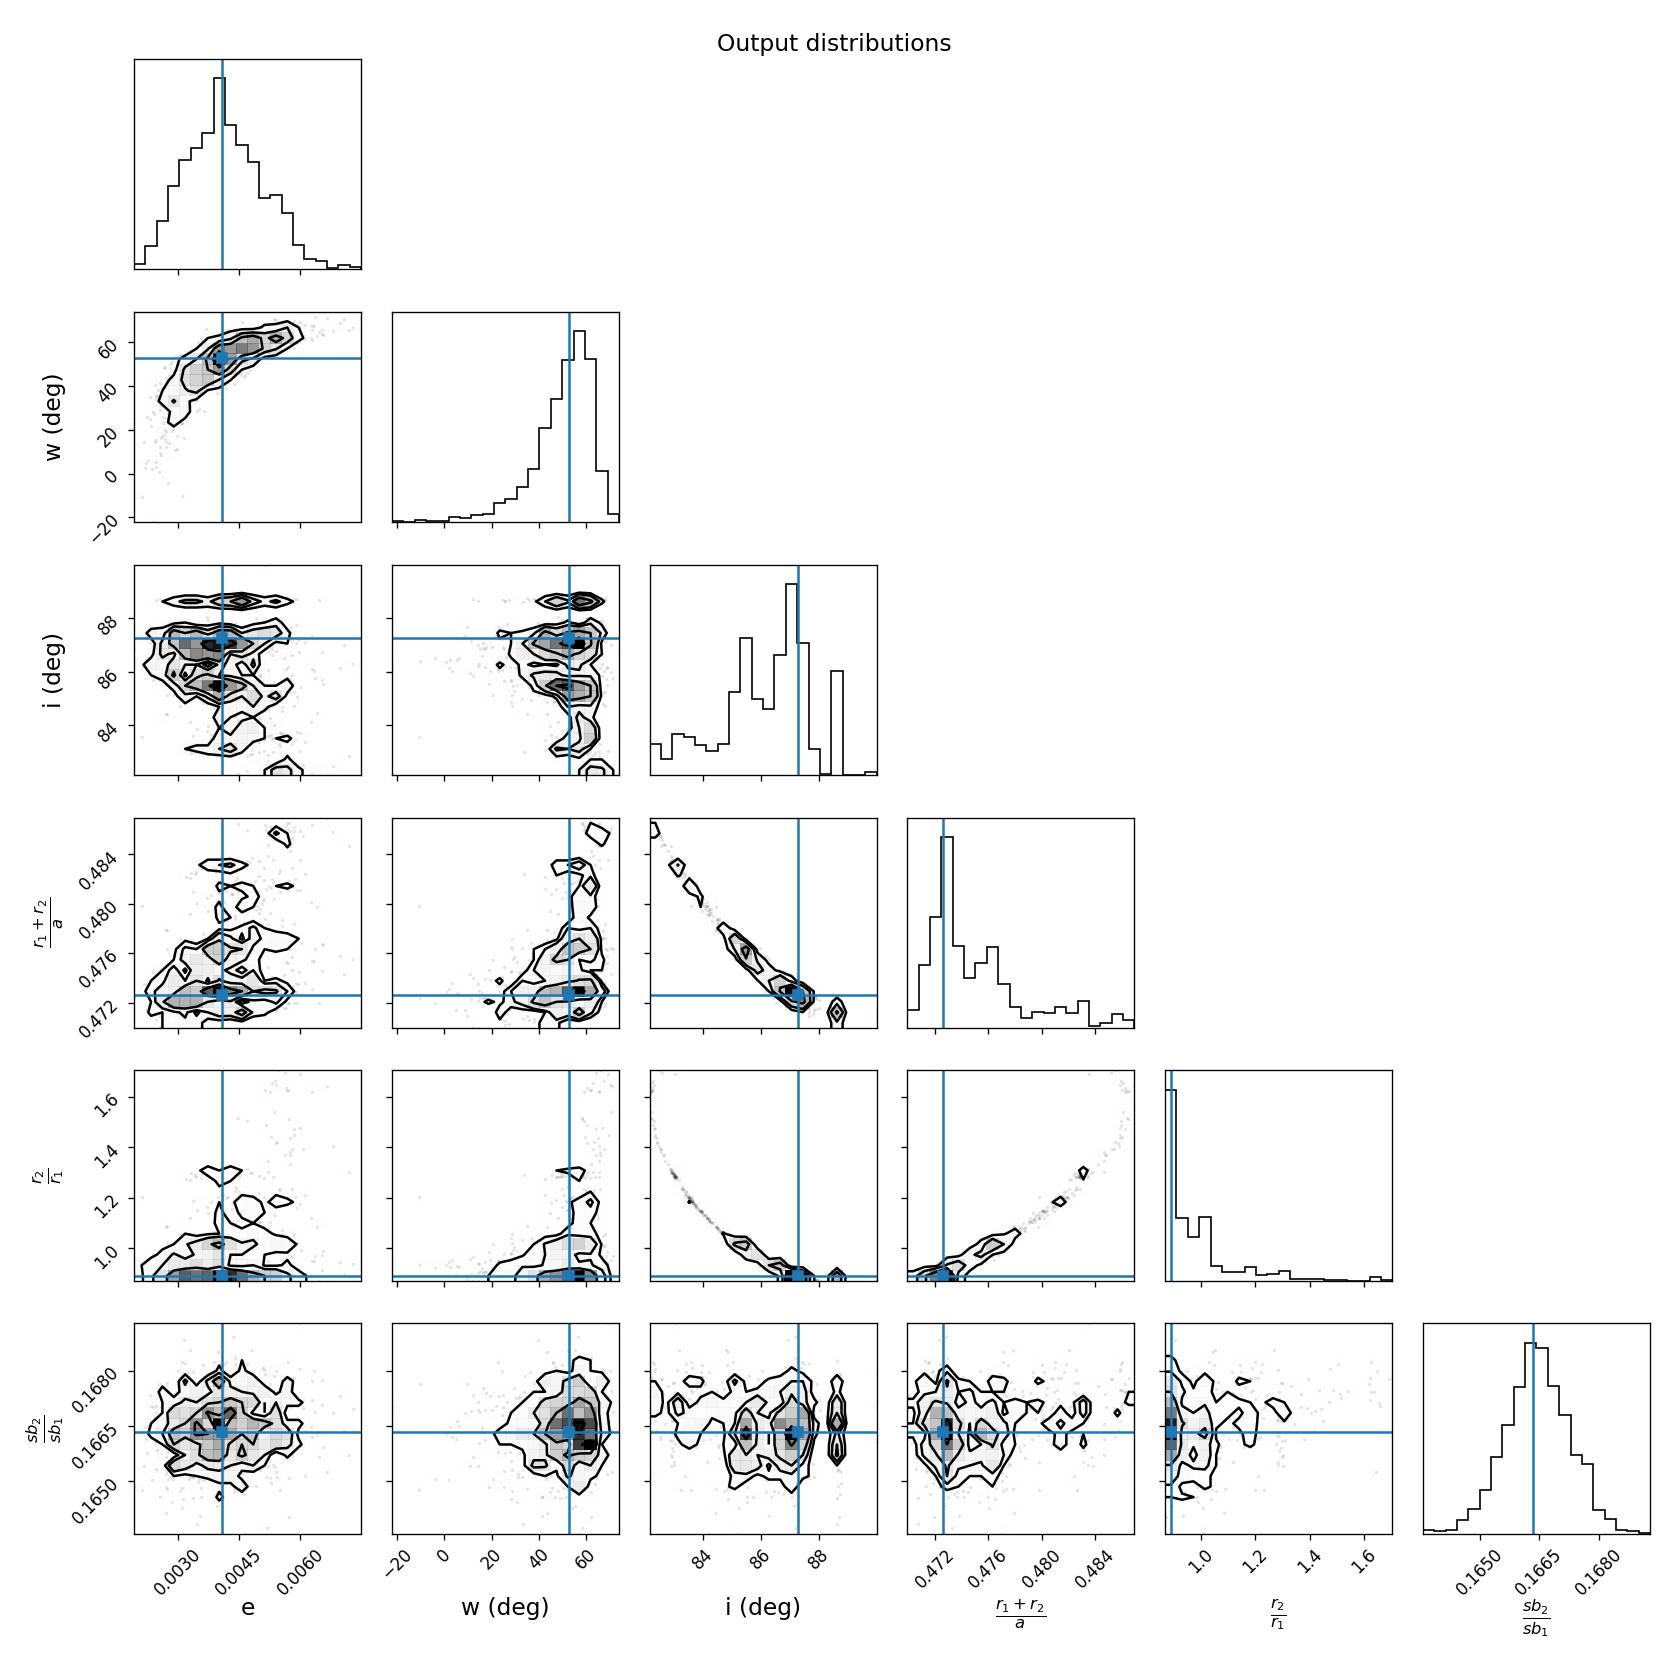 Output distributions
w (deg)
60
40
20
0
−20
i (deg)
88
86
84
r₁ + r₂
a
0.484
0.480
0.476
0.472
r₂
r₁
1.6
1.4
1.2
1.0
sb₂
sb₁
0.1680
0.1665
0.1650
0.0030 0.0045 0.0060
−20 0 20 40 60
84 86 88
0.472 0.476 0.480 0.484
1.0 1.2 1.4 1.6
0.1650 0.1665 0.1680
e
w (deg)
i (deg)
r₁ + r₂
a
r₂
r₁
sb₂
sb₁